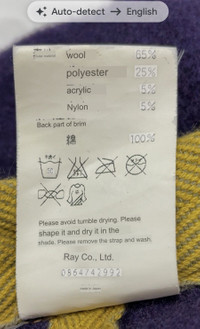 Auto-detect → English
wool 65%
polyester 25%
acrylic 5%
Nylon 5%
Back part of brim
綿 100%
Please avoid tumble drying. Please
shape it and dry it in the
shade. Please remove the strap and wash.
Ray Co., Ltd.